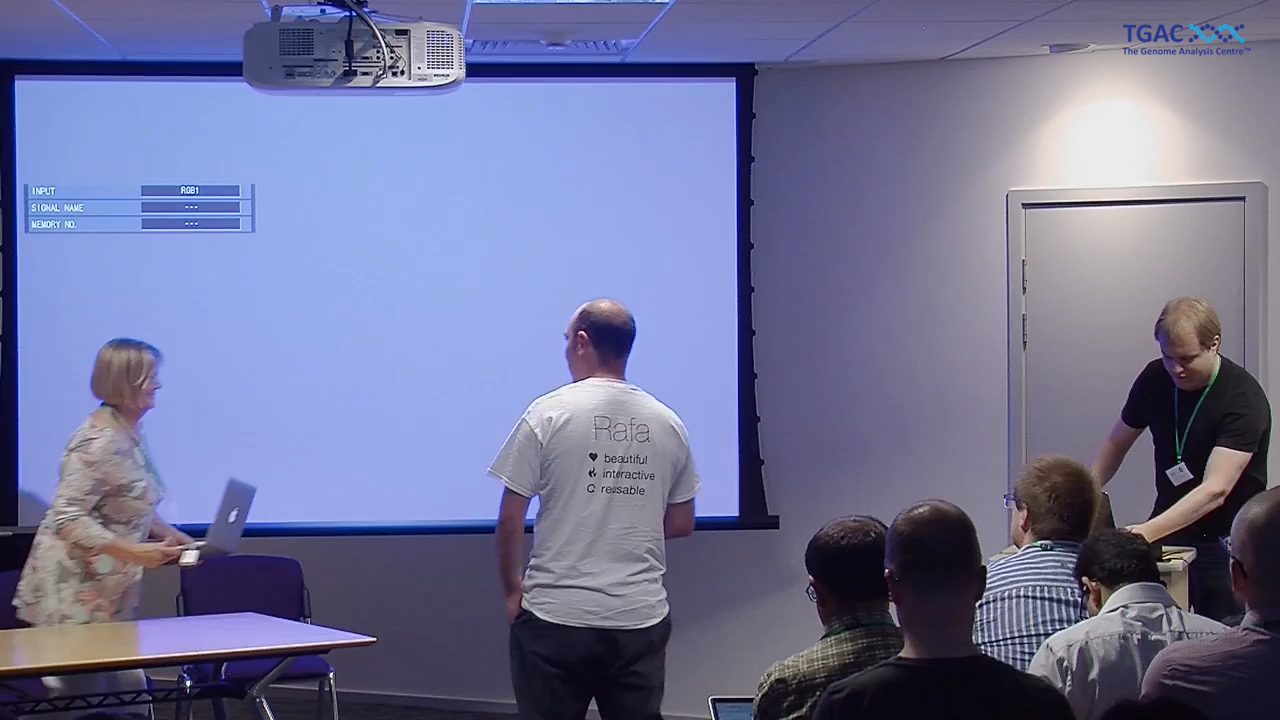 TGAC
The Genome Analysis Centre™
INPUT RGB1
SIGNAL NAME ---
MEMORY NO. ---
Rafa
beautiful
interactive
reusable